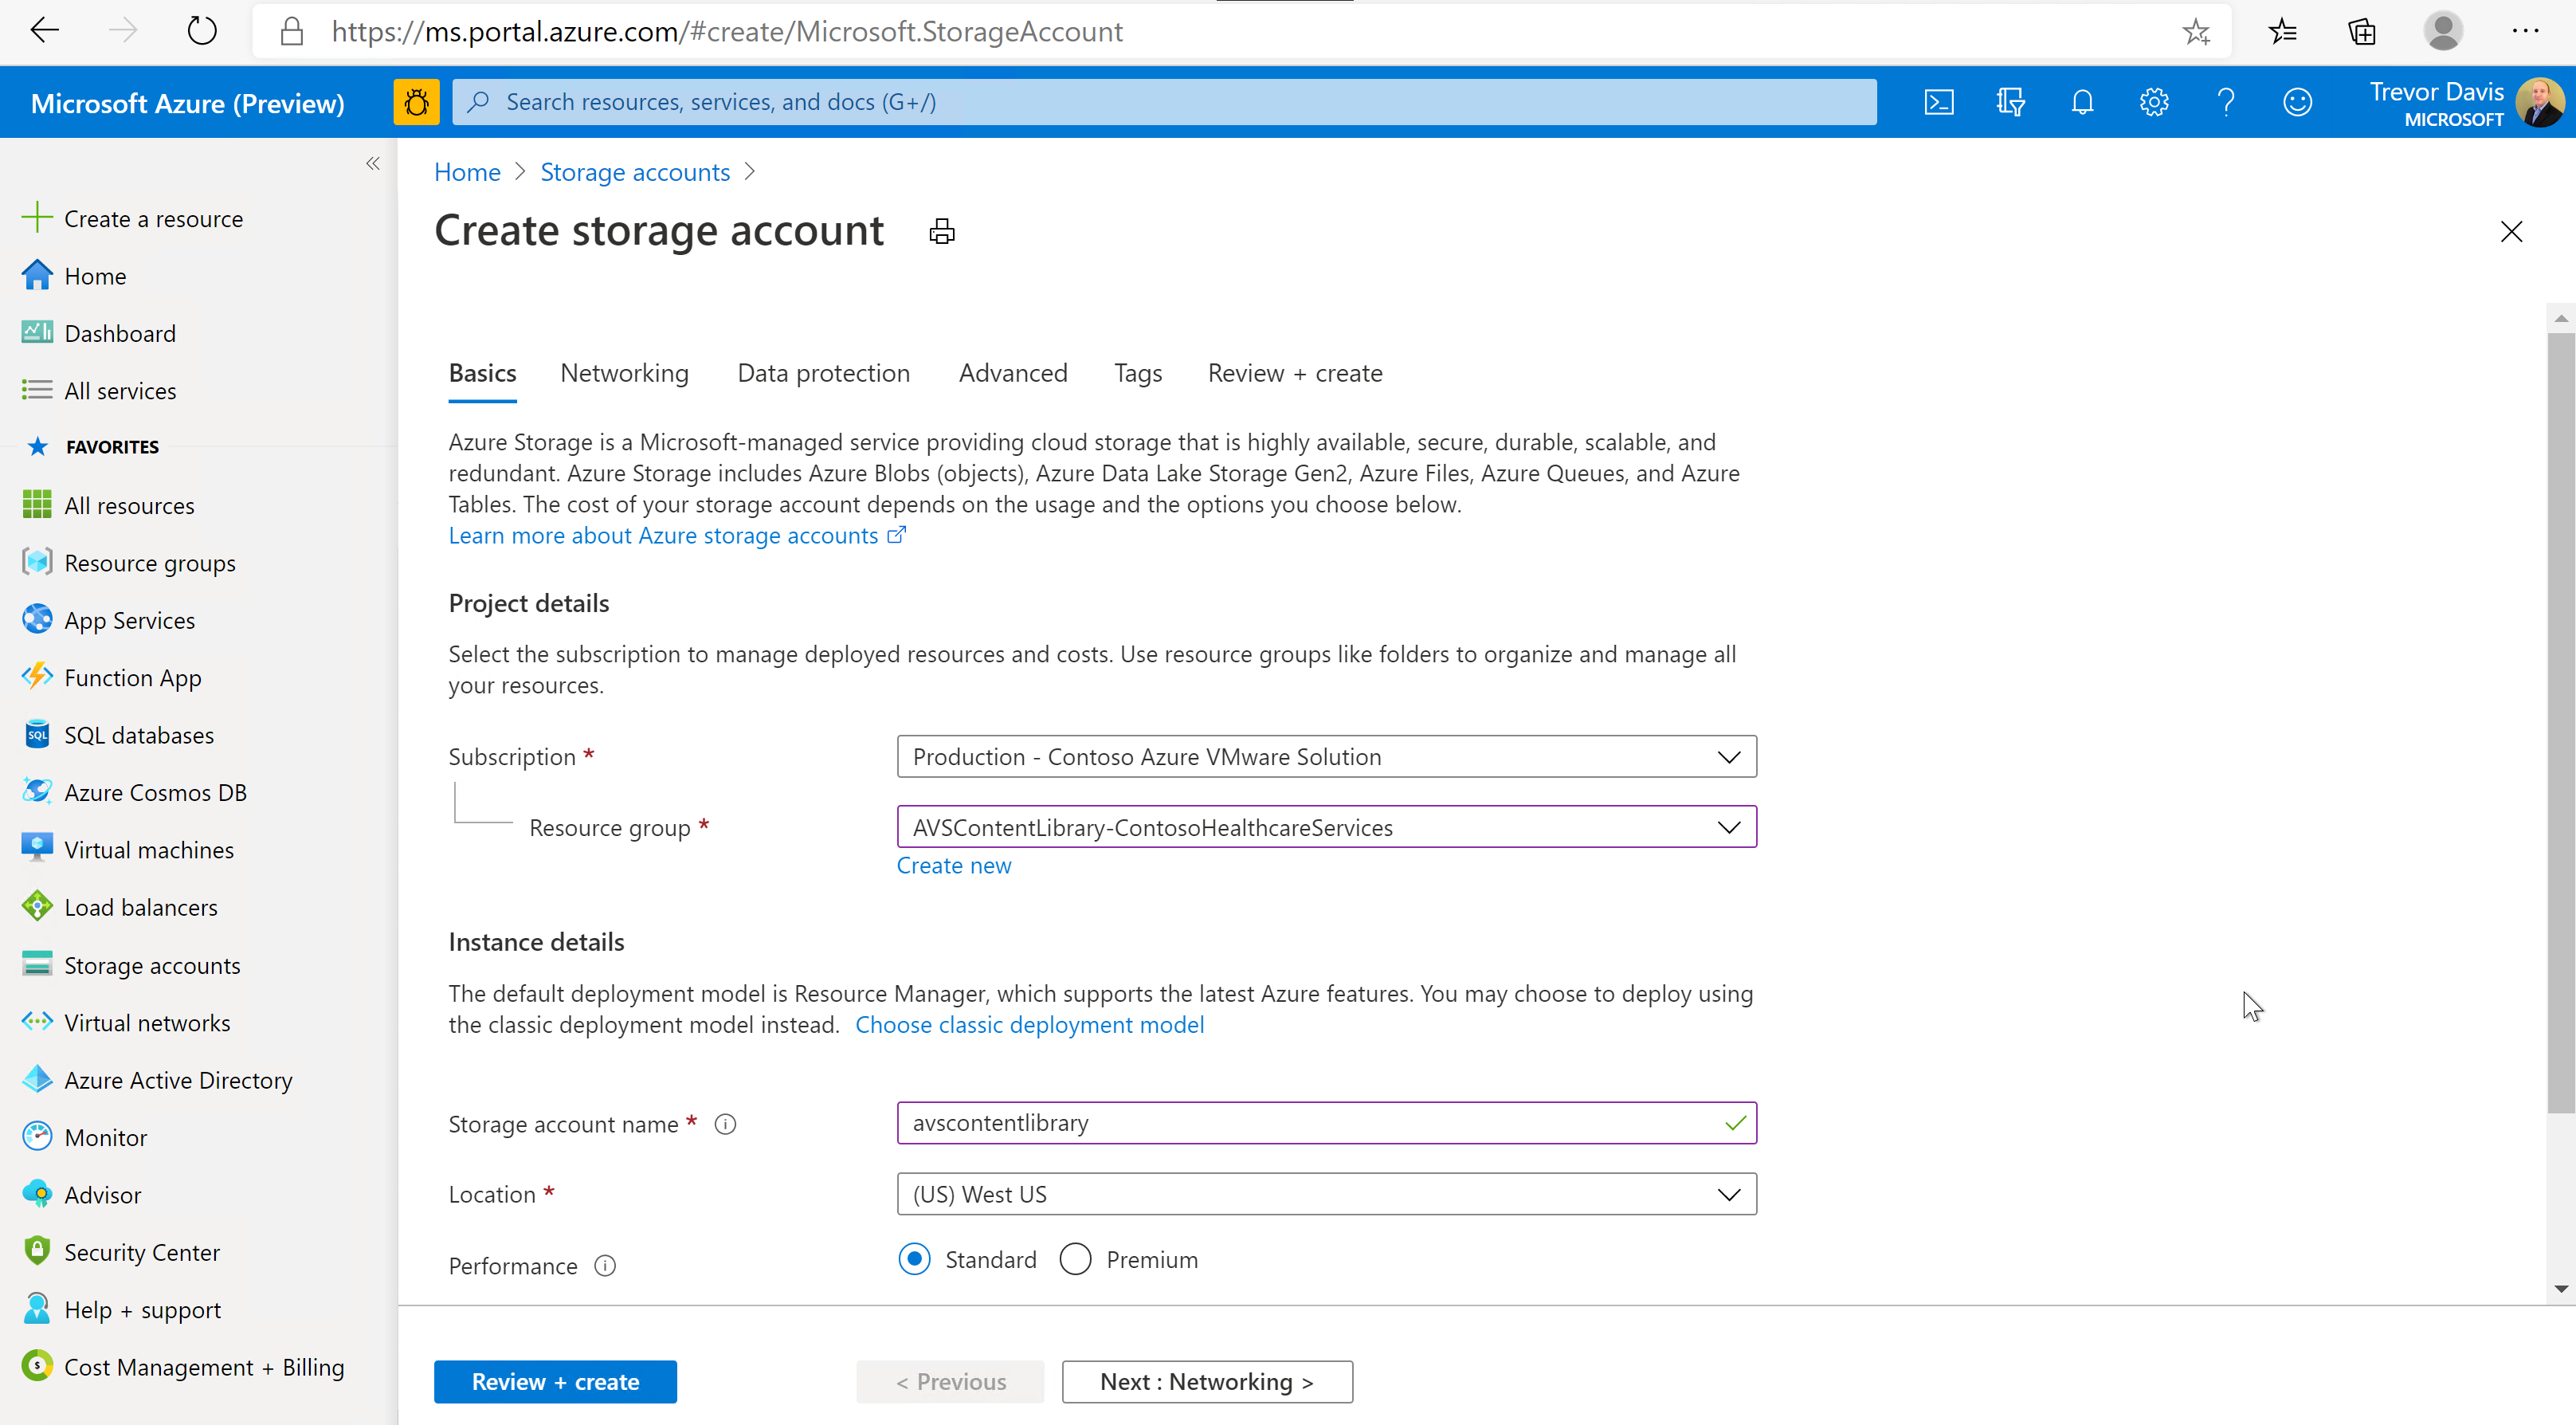 https://ms.portal.azure.com/#create/Microsoft.StorageAccount
Microsoft Azure (Preview)
Search resources, services, and docs (G+/)
Trevor Davis
MICROSOFT
Create a resource
Home
Dashboard
All services
FAVORITES
All resources
Resource groups
App Services
Function App
SQL
SQL databases
Azure Cosmos DB
Virtual machines
Load balancers
Storage accounts
Virtual networks
Azure Active Directory
Monitor
Advisor
Security Center
Help + support
Cost Management + Billing
Home > Storage accounts >
Create storage account
Basics Networking Data protection Advanced Tags Review + create
Azure Storage is a Microsoft-managed service providing cloud storage that is highly available, secure, durable, scalable, and
redundant. Azure Storage includes Azure Blobs (objects), Azure Data Lake Storage Gen2, Azure Files, Azure Queues, and Azure
Tables. The cost of your storage account depends on the usage and the options you choose below.
Learn more about Azure storage accounts
Project details
Select the subscription to manage deployed resources and costs. Use resource groups like folders to organize and manage all
your resources.
Subscription * Production - Contoso Azure VMware Solution
Resource group * AVSContentLibrary-ContosoHealthcareServices
Create new
Instance details
The default deployment model is Resource Manager, which supports the latest Azure features. You may choose to deploy using
the classic deployment model instead. Choose classic deployment model
Storage account name * avscontentlibrary
Location * (US) West US
Performance Standard Premium
Review + create < Previous Next : Networking >